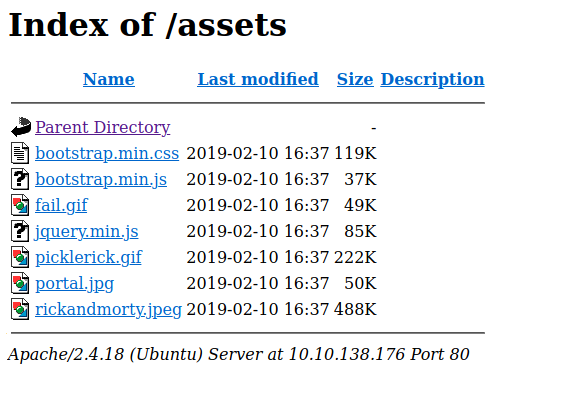 Index of /assets
Name Last modified Size Description
Parent Directory -
bootstrap.min.css 2019-02-10 16:37 119K
bootstrap.min.js 2019-02-10 16:37 37K
fail.gif 2019-02-10 16:37 49K
jquery.min.js 2019-02-10 16:37 85K
picklerick.gif 2019-02-10 16:37 222K
portal.jpg 2019-02-10 16:37 50K
rickandmorty.jpeg 2019-02-10 16:37 488K
Apache/2.4.18 (Ubuntu) Server at 10.10.138.176 Port 80